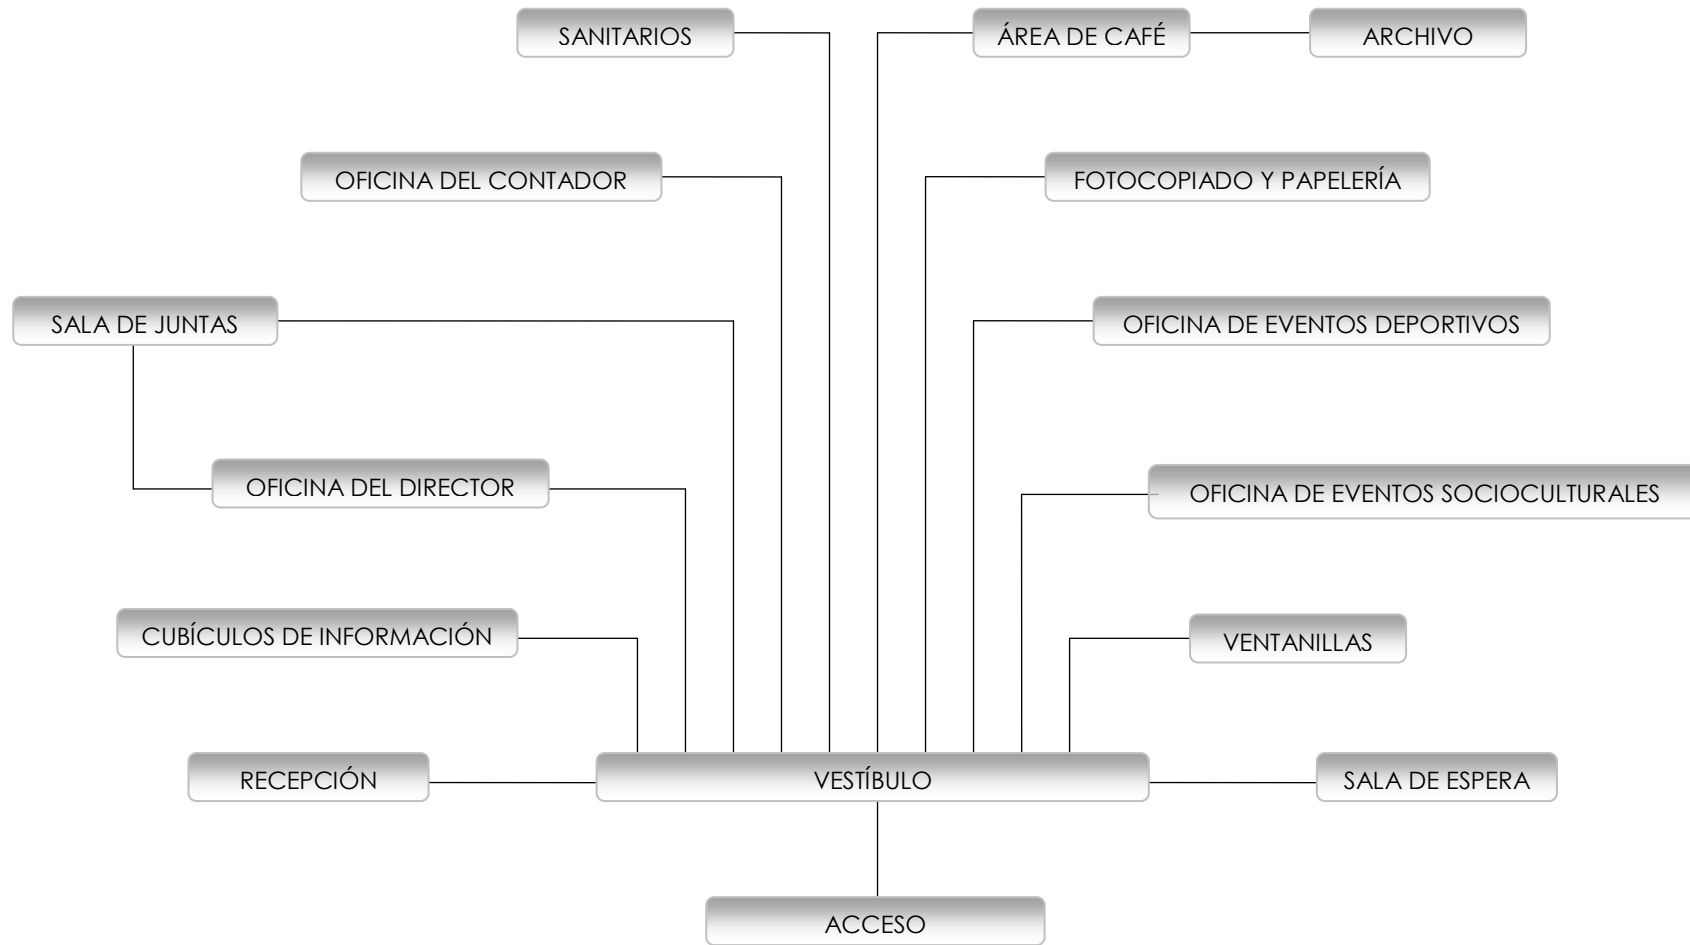 SANITARIOS
ÁREA DE CAFÉ
ARCHIVO
OFICINA DEL CONTADOR
FOTOCOPIADO Y PAPELERÍA
SALA DE JUNTAS
OFICINA DE EVENTOS DEPORTIVOS
OFICINA DEL DIRECTOR
OFICINA DE EVENTOS SOCIOCULTURALES
CUBÍCULOS DE INFORMACIÓN
VENTANILLAS
RECEPCIÓN
VESTÍBULO
SALA DE ESPERA
ACCESO